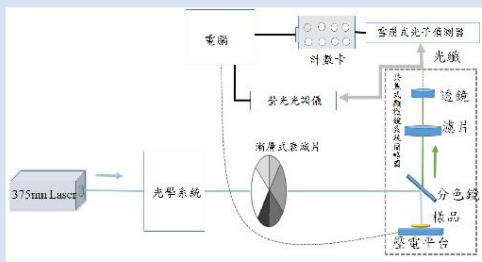 電腦
計數卡
雪崩式光子偵測器
光纖
螢光光譜儀
共焦式顯微鏡系統簡略圖
透鏡
濾片
漸層式衰減片
375nm Laser
光學系統
分色鏡
樣品
壓電平台